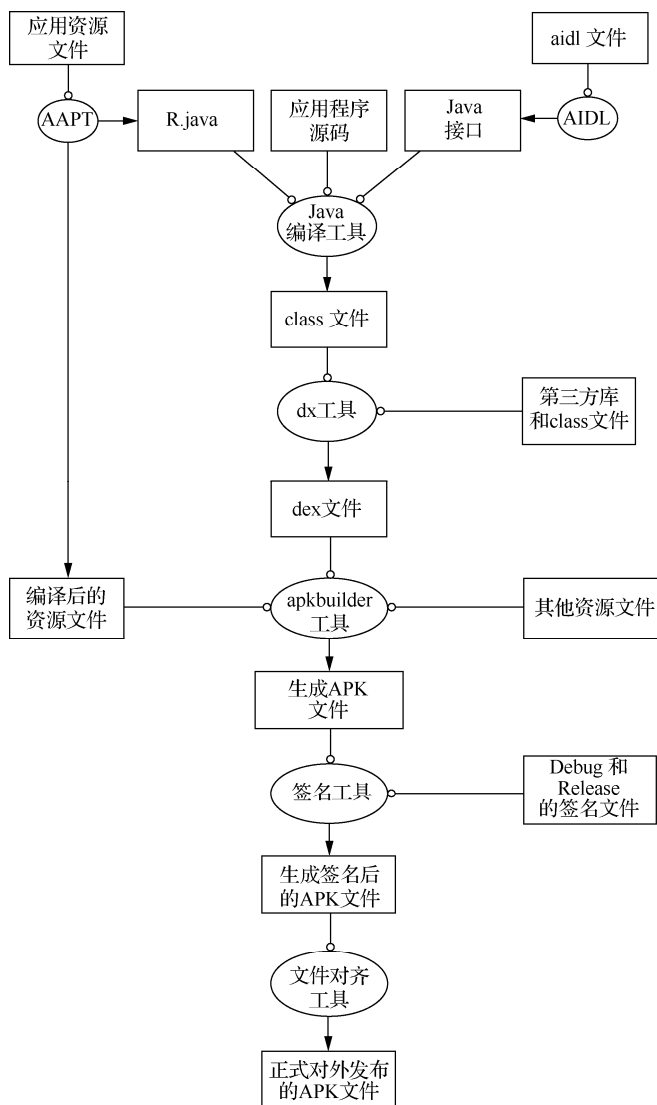 应用资源
文件
aidl 文件
AAPT
R.java
应用程序
源码
Java
接口
AIDL
Java
编译工具
class 文件
dx工具
第三方库
和class文件
dex文件
编译后的
资源文件
apkbuilder
工具
其他资源文件
生成APK
文件
签名工具
Debug 和
Release
的签名文件
生成签名后
的APK文件
文件对齐
工具
正式对外发布
的APK文件